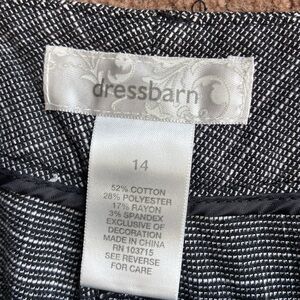 dressbarn
14
52% COTTON
28% POLYESTER
17% RAYON
3% SPANDEX
EXCLUSIVE OF
DECORATION
MADE IN CHINA
RN 103715
SEE REVERSE
FOR CARE